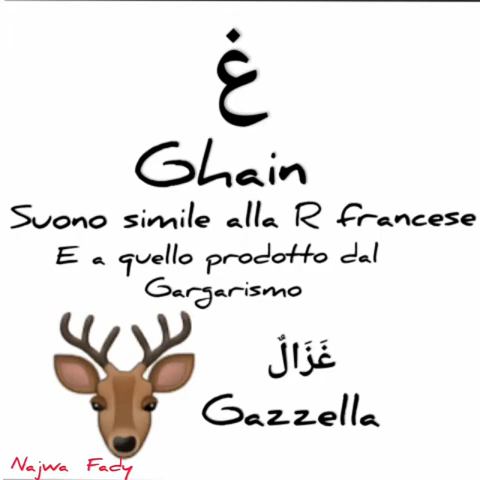 غ
Ghain
Suono simile alla R francese
E a quello prodotto dal
Gargarismo
غَزَالٌ
Gazzella
Najwa Fady